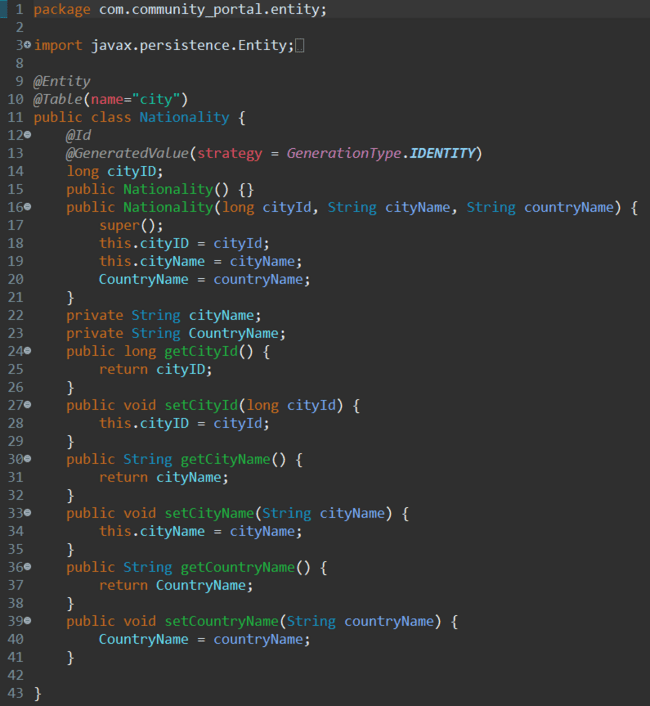 1 package com.community_portal.entity;
2
3 import javax.persistence.Entity;
8
9 @Entity
10 @Table(name="city")
11 public class Nationality {
12 @Id
13 @GeneratedValue(strategy = GenerationType.IDENTITY)
14 long cityID;
15 public Nationality() {}
16 public Nationality(long cityId, String cityName, String countryName) {
17 super();
18 this.cityID = cityId;
19 this.cityName = cityName;
20 CountryName = countryName;
21 }
22 private String cityName;
23 private String CountryName;
24 public long getCityId() {
25 return cityID;
26 }
27 public void setCityId(long cityId) {
28 this.cityID = cityId;
29 }
30 public String getCityName() {
31 return cityName;
32 }
33 public void setCityName(String cityName) {
34 this.cityName = cityName;
35 }
36 public String getCountryName() {
37 return CountryName;
38 }
39 public void setCountryName(String countryName) {
40 CountryName = countryName;
41 }
42
43 }